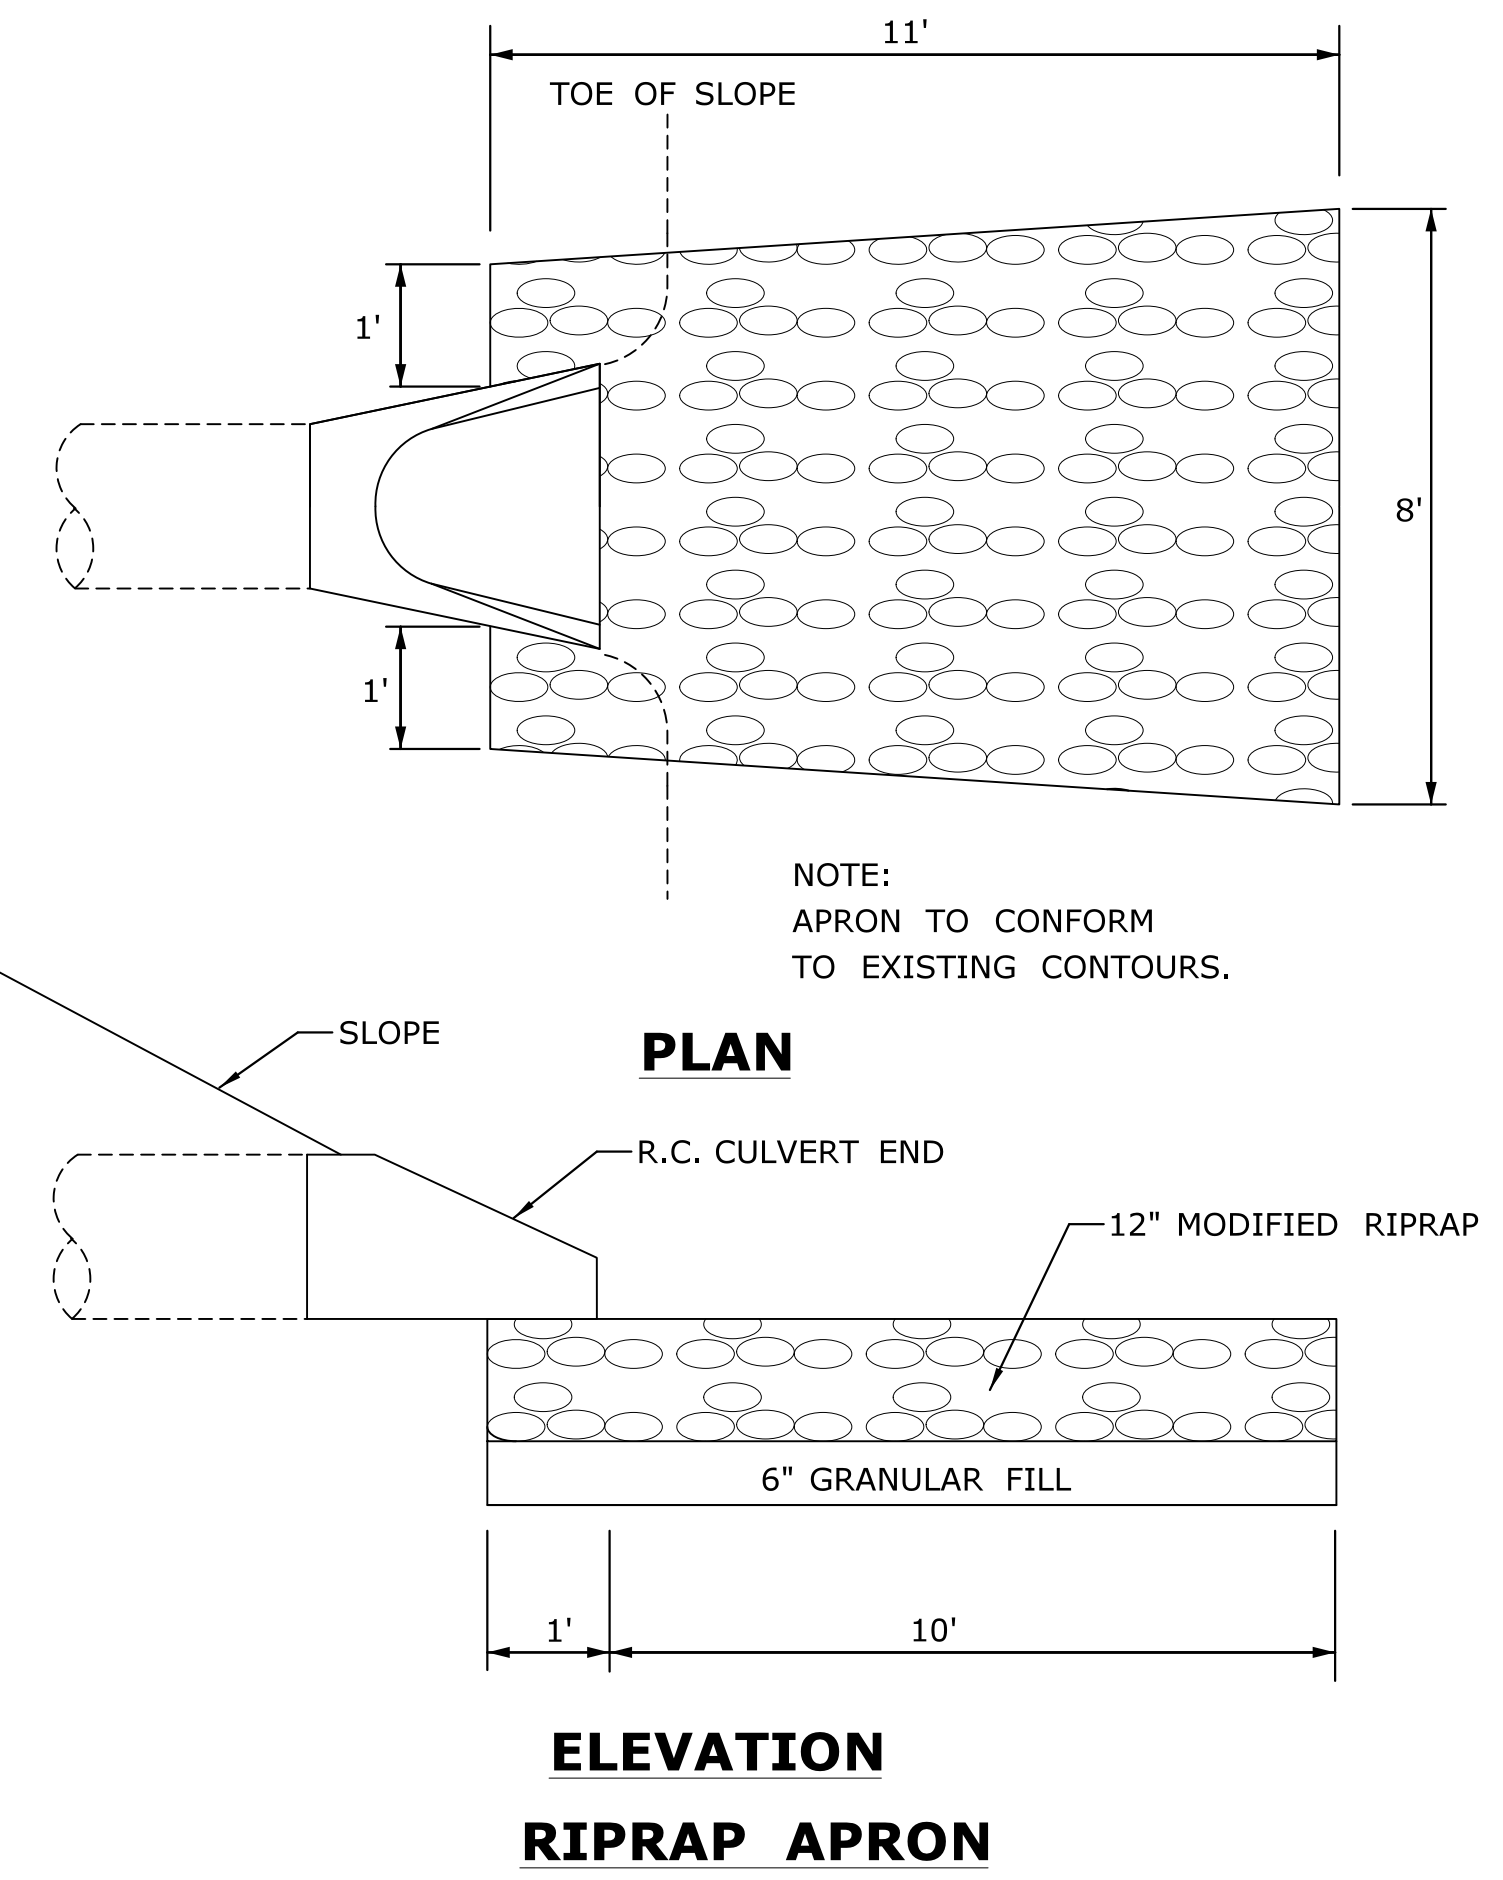 11'
TOE OF SLOPE
1'
8'
1'
NOTE:
APRON TO CONFORM
TO EXISTING CONTOURS.
PLAN
SLOPE
R.C. CULVERT END
12" MODIFIED RIPRAP
6" GRANULAR FILL
1'
10'
ELEVATION
RIPRAP APRON